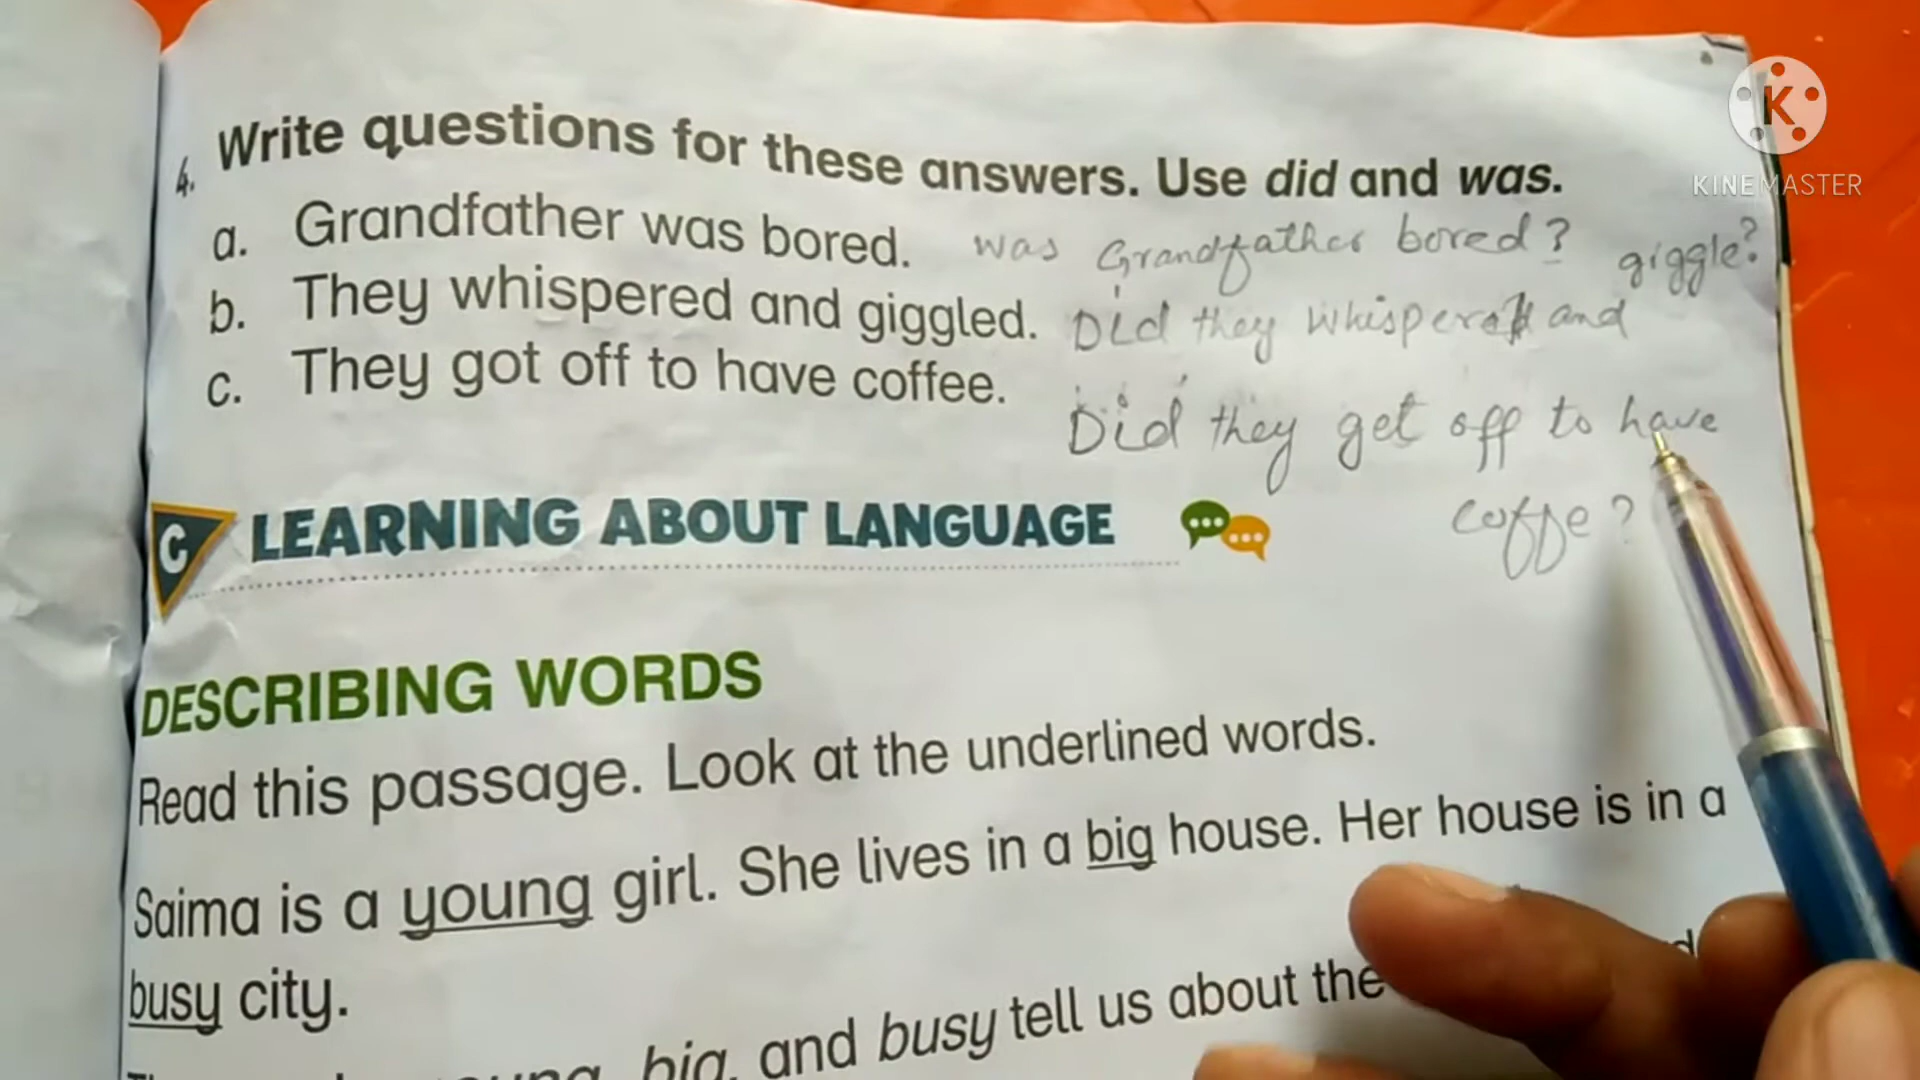 KINEMASTER
4. Write questions for these answers. Use did and was.
a. Grandfather was bored. was Grandfather bored?
b. They whispered and giggled. Did they whisper and giggle?
c. They got off to have coffee. Did they get off to have
coffe?
C LEARNING ABOUT LANGUAGE
DESCRIBING WORDS
Read this passage. Look at the underlined words.
Saima is a young girl. She lives in a big house. Her house is in a
busy city.
big, and busy tell us about the